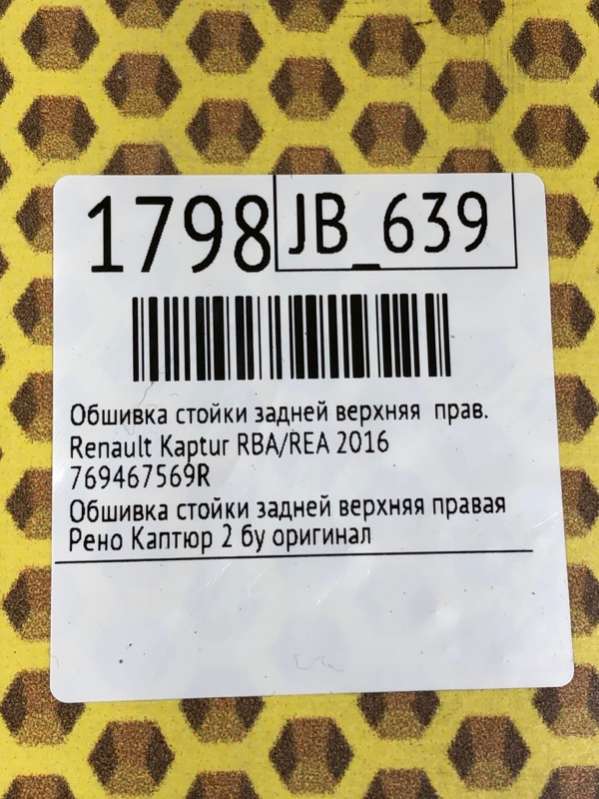 1798 JB_639
Обшивка стойки задней верхняя прав.
Renault Kaptur RBA/REA 2016
769467569R
Обшивка стойки задней верхняя правая
Рено Каптюр 2 бу оригинал